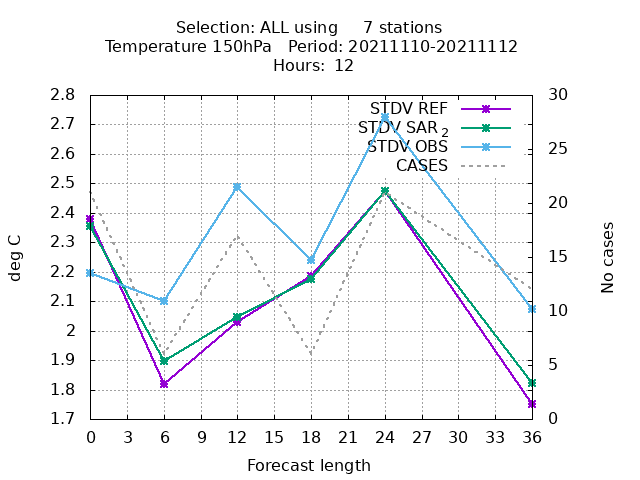 Selection: ALL using 7 stations
Temperature 150hPa Period: 20211110-20211112
Hours: 12
STDV REF
STDV SAR 2
STDV OBS
CASES
deg C
2.8
2.7
2.6
2.5
2.4
2.3
2.2
2.1
2
1.9
1.8
1.7
No cases
30
25
20
15
10
5
0
0 3 6 9 12 15 18 21 24 27 30 33 36
Forecast length